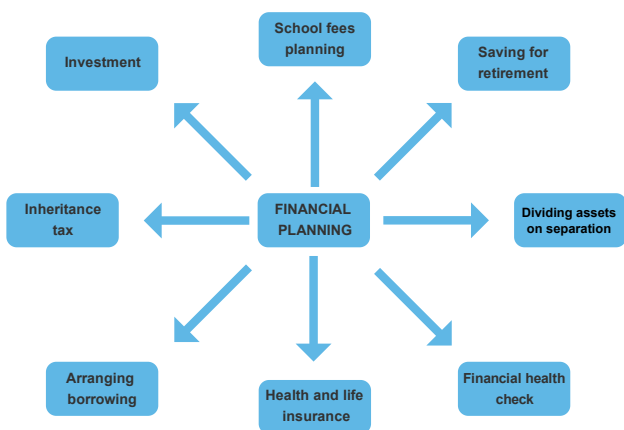 School fees
planning
Investment
Saving for
retirement
Inheritance
tax
FINANCIAL
PLANNING
Dividing assets
on separation
Arranging
borrowing
Health and life
insurance
Financial health
check